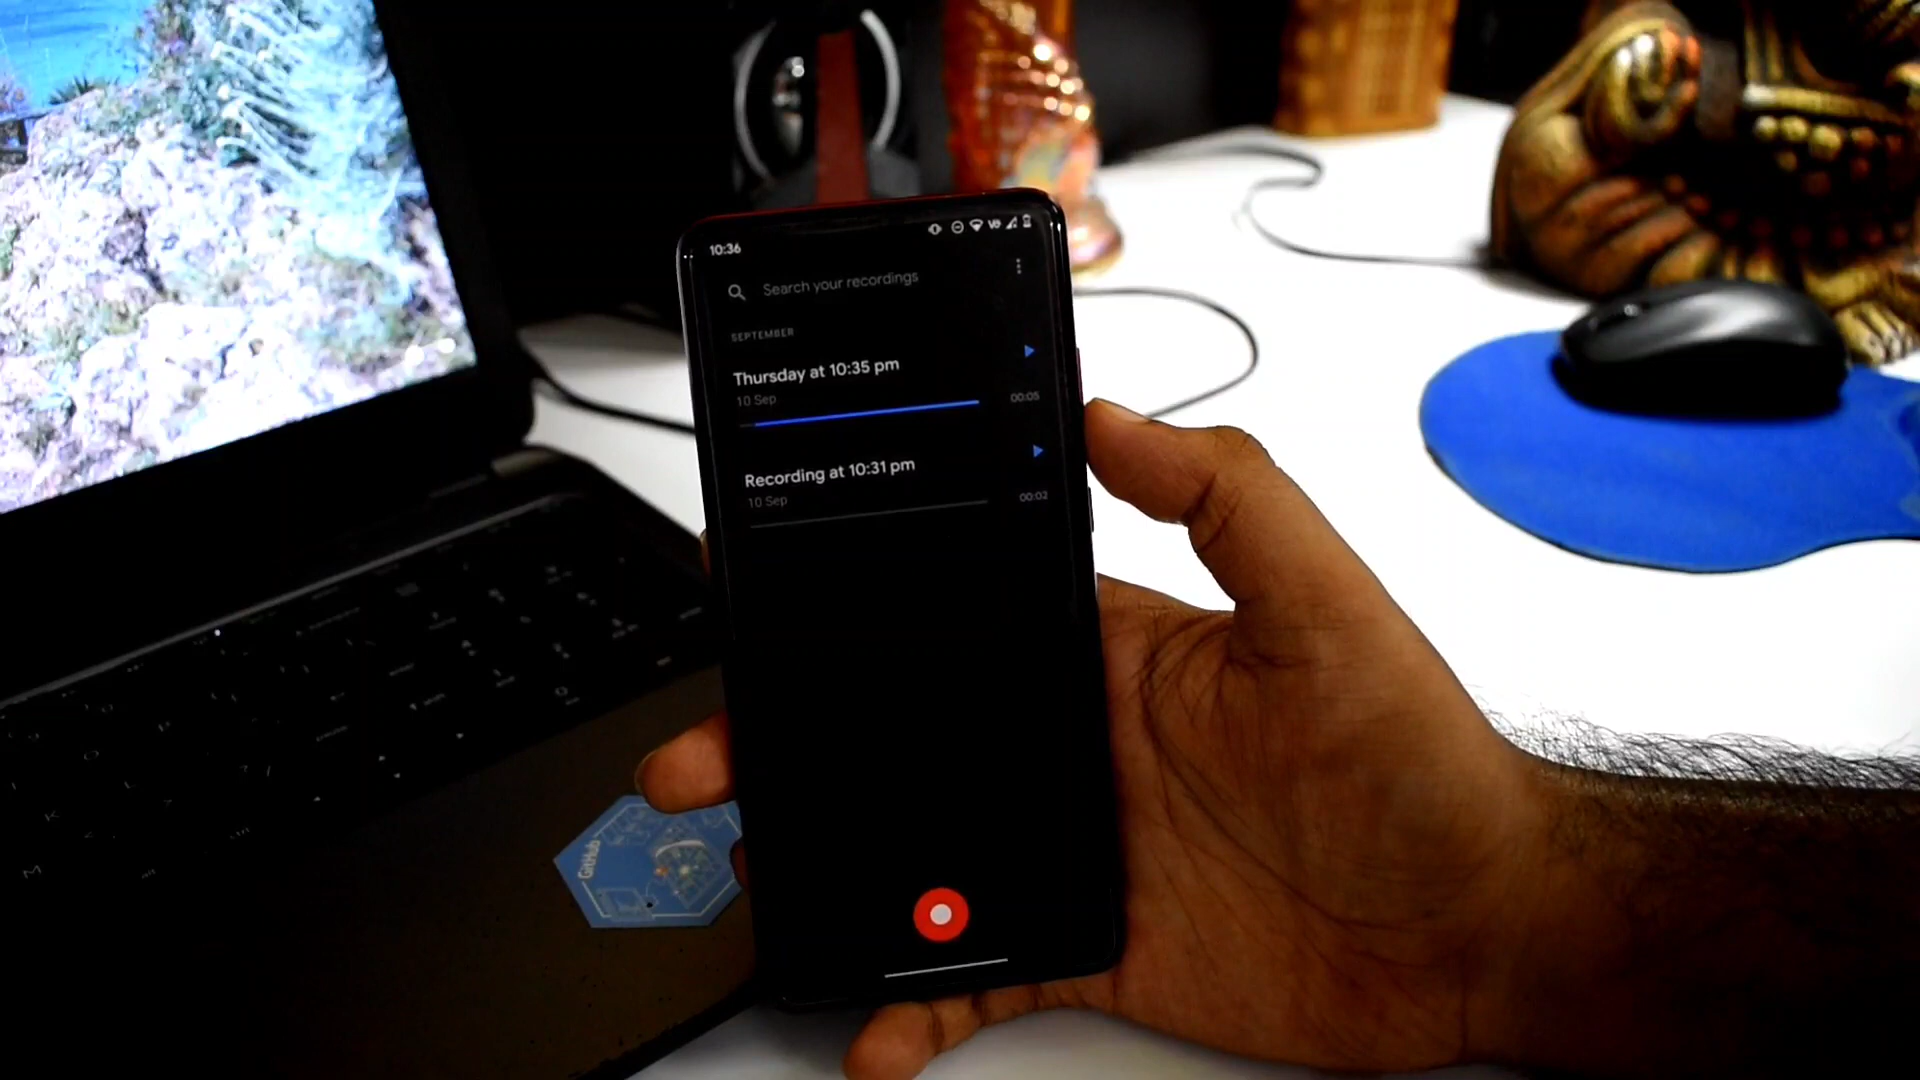 10:36
Search your recordings
SEPTEMBER
Thursday at 10:35 pm
10 Sep
00:05
Recording at 10:31 pm
10 Sep
00:02
GitHub
K
L
M